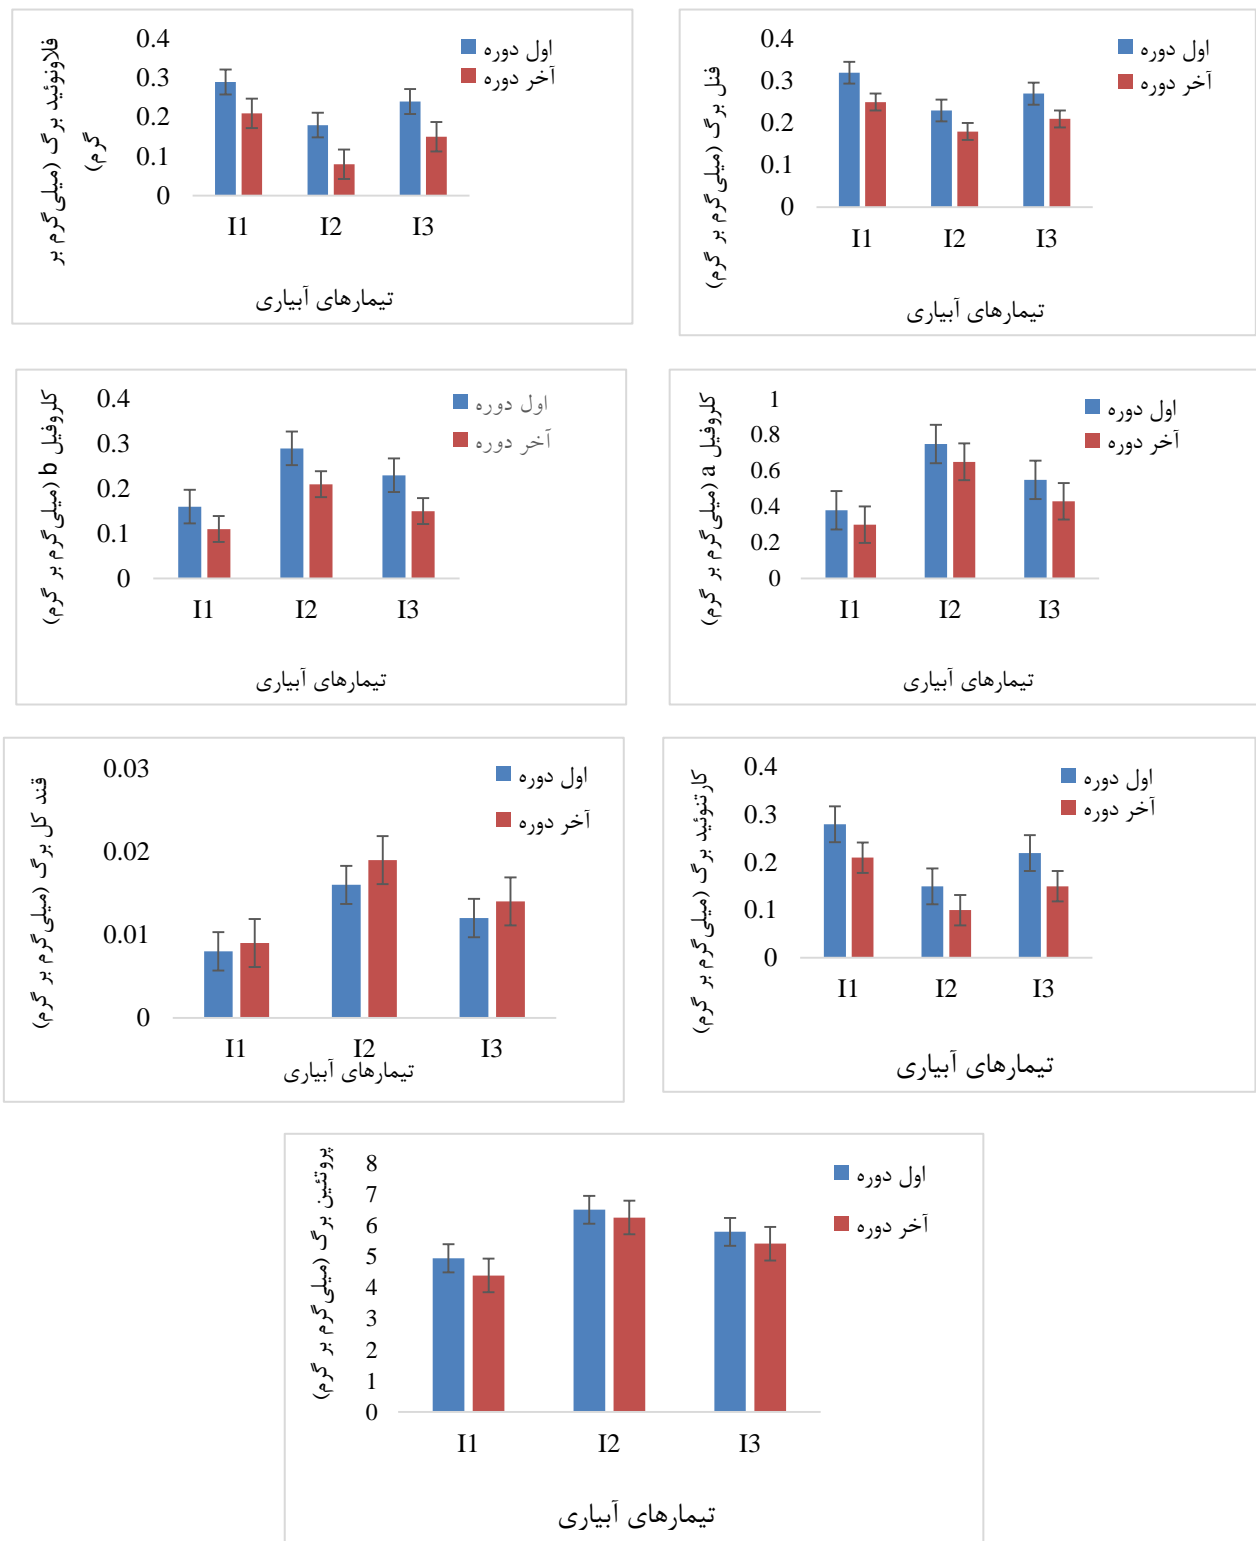 فلاونوئید برگ (میلی‌گرم بر
گرم)
0.4
0.3
0.2
0.1
0
I1 I2 I3
تیمارهای آبیاری
اول دوره
آخر دوره
فنل برگ (میلی‌گرم بر گرم)
0.4
0.3
0.2
0.1
0
I1 I2 I3
تیمارهای آبیاری
اول دوره
آخر دوره
کلروفیل b (میلی‌گرم بر گرم)
0.4
0.3
0.2
0.1
0
I1 I2 I3
تیمارهای آبیاری
اول دوره
آخر دوره
کلروفیل a (میلی‌گرم بر گرم)
1
0.8
0.6
0.4
0.2
0
I1 I2 I3
تیمارهای آبیاری
اول دوره
آخر دوره
قند کل برگ (میلی‌گرم بر گرم)
0.03
0.02
0.01
0
I1 I2 I3
تیمارهای آبیاری
اول دوره
آخر دوره
کارتنوئید برگ (میلی‌گرم بر گرم)
0.4
0.3
0.2
0.1
0
I1 I2 I3
تیمارهای آبیاری
اول دوره
آخر دوره
پروتئین برگ (میلی‌گرم بر گرم)
8
7
6
5
4
3
2
1
0
I1 I2 I3
تیمارهای آبیاری
اول دوره
آخر دوره